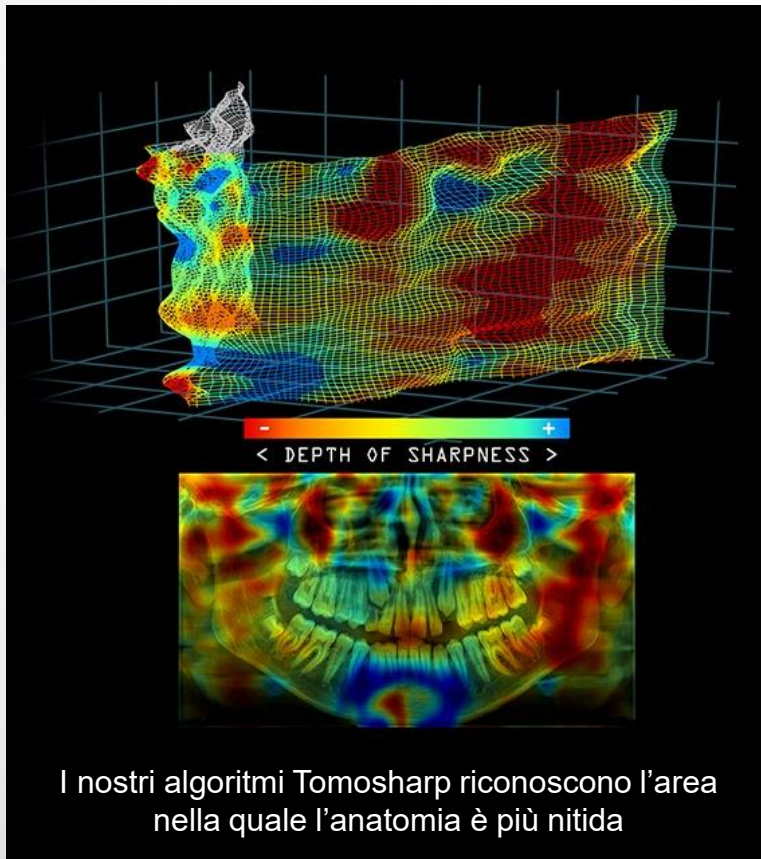 - +
< DEPTH OF SHARPNESS >
I nostri algoritmi Tomosharp riconoscono l’area
nella quale l’anatomia è più nitida